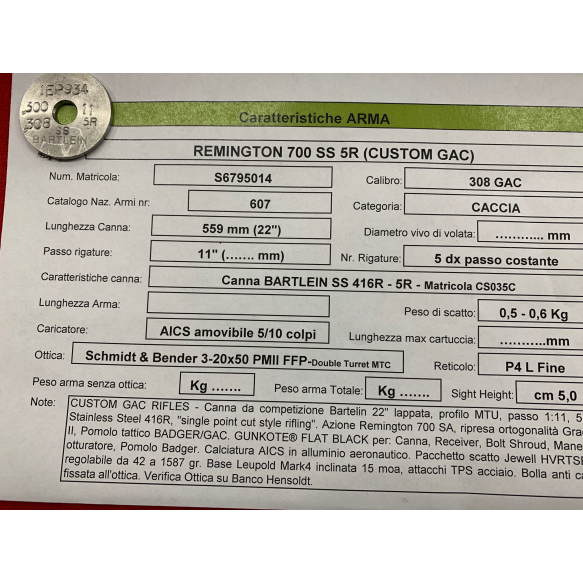 1EP934
.300 11
.308 5R
SS
BARTLEIN
Caratteristiche ARMA
REMINGTON 700 SS 5R (CUSTOM GAC)
Num. Matricola: S6795014 Calibro: 308 GAC
Catalogo Naz. Armi nr: 607 Categoria: CACCIA
Lunghezza Canna: 559 mm (22") Diametro vivo di volata: ........... mm
Passo rigature: 11" (....... mm) Nr. Rigature: 5 dx passo costante
Caratteristiche canna: Canna BARTLEIN SS 416R - 5R - Matricola CS035C
Lunghezza Arma: Peso di scatto: 0,5 - 0,6 Kg
Caricatore: AICS amovibile 5/10 colpi Lunghezza max cartuccia: ...........mm
Ottica: Schmidt & Bender 3-20x50 PMII FFP-Double Turret MTC Reticolo: P4 L Fine
Peso arma senza ottica: Kg ....... Peso arma Totale: Kg ....... Sight Height: cm 5,0
Note: CUSTOM GAC RIFLES - Canna da competizione Bartelin 22" lappata, profilo MTU, passo 1:11, 5
Stainless Steel 416R, "single point cut style rifling". Azione Remington 700 SA, ripresa ortogonalità Gra
II, Pomolo tattico BADGER/GAC. GUNKOTE® FLAT BLACK per: Canna, Receiver, Bolt Shroud, Mane
otturatore, Pomolo Badger. Calciatura AICS in alluminio aeronautico. Pacchetto scatto Jewell HVRTS
regolabile da 42 a 1587 gr. Base Leupold Mark4 inclinata 15 moa, attacchi TPS acciaio. Bolla anti ca
fissata all'ottica. Verifica Ottica su Banco Hensoldt.